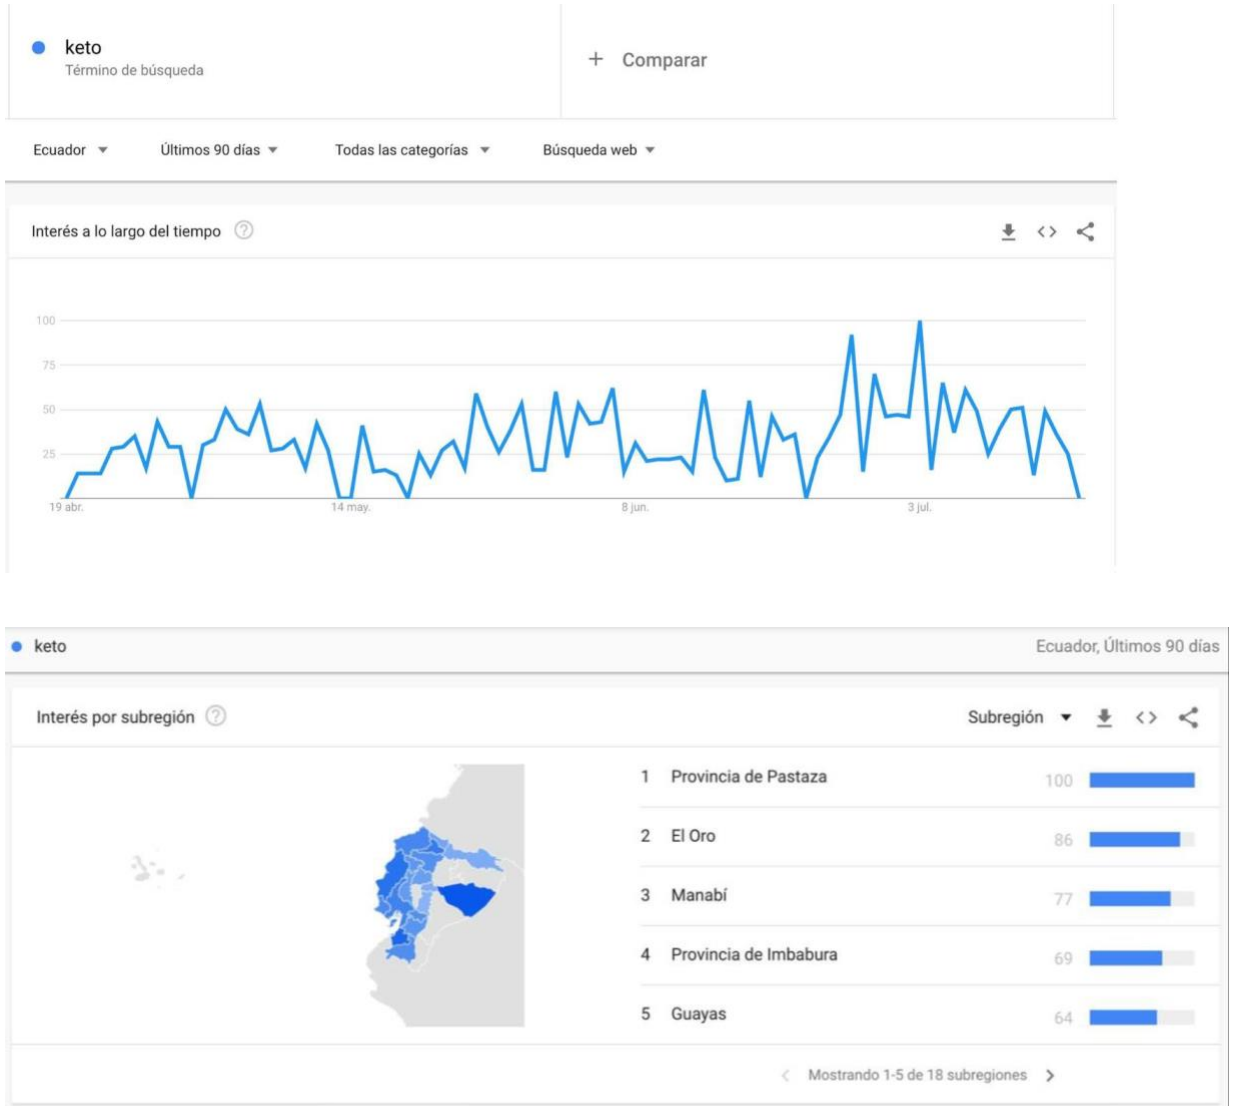 keto
Término de búsqueda
+ Comparar
Ecuador Últimos 90 días Todas las categorías Búsqueda web
Interés a lo largo del tiempo
100
75
50
25
19 abr. 14 may. 8 jun. 3 jul.
keto Ecuador, Últimos 90 días
Interés por subregión Subregión
1 Provincia de Pastaza 100
2 El Oro 86
3 Manabí 77
4 Provincia de Imbabura 69
5 Guayas 64
Mostrando 1-5 de 18 subregiones